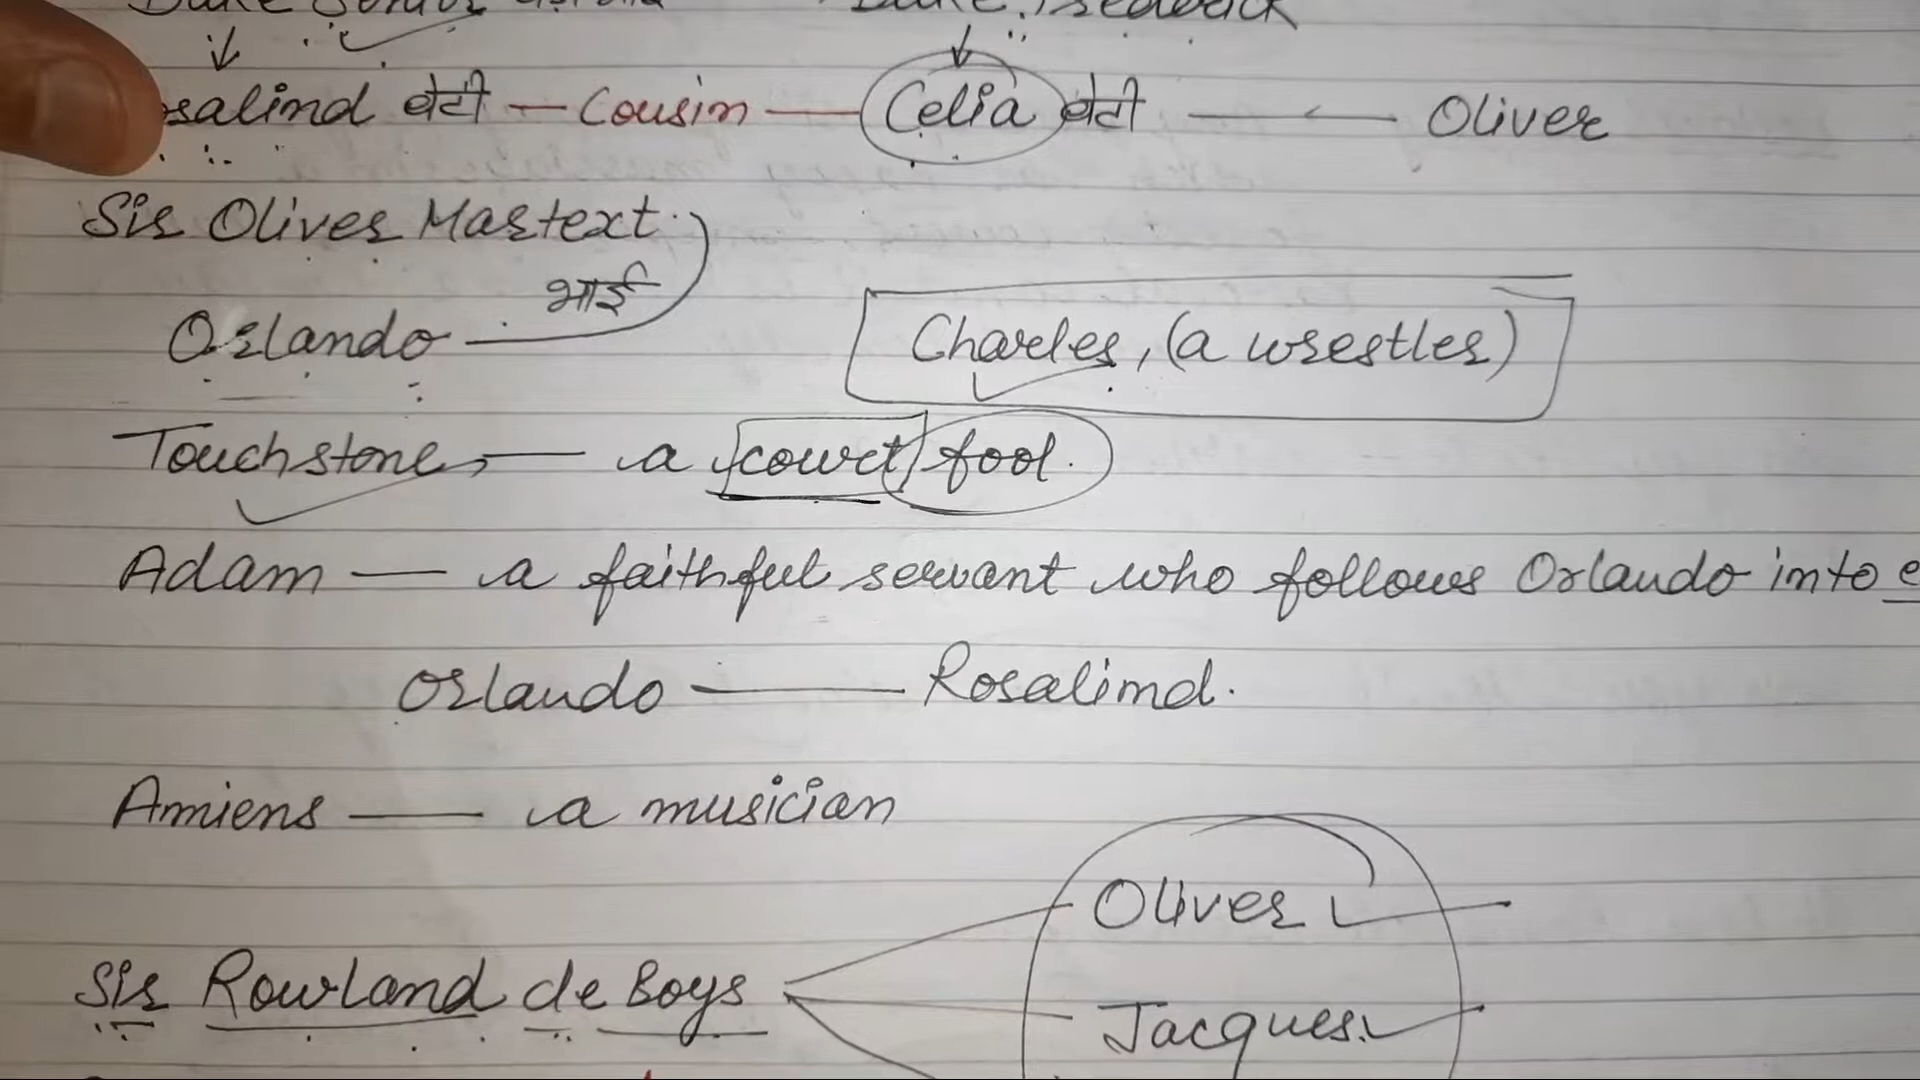 Rosalind बेटी — Cousin — Celia बेटी — Oliver
Sir Oliver Martext.
भाई
Orlando —
Charles, (a wrestler)
Touchstone, — a court fool.
Adam — a faithful servant who follows Orlando into e
Orlando — Rosalind.
Amiens — a musician
Oliver
Sir Rowland de Boys
Jacques.